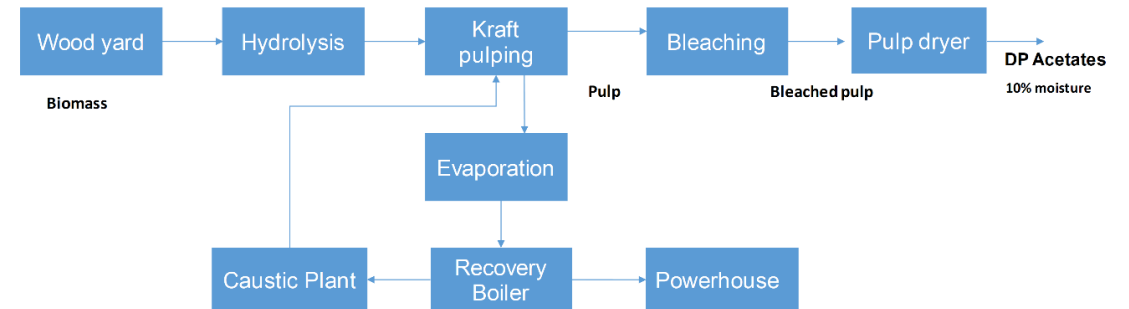 Wood yard
Hydrolysis
Kraft
pulping
Bleaching
Pulp dryer
DP Acetates
10% moisture
Biomass
Pulp
Bleached pulp
Evaporation
Caustic Plant
Recovery
Boiler
Powerhouse